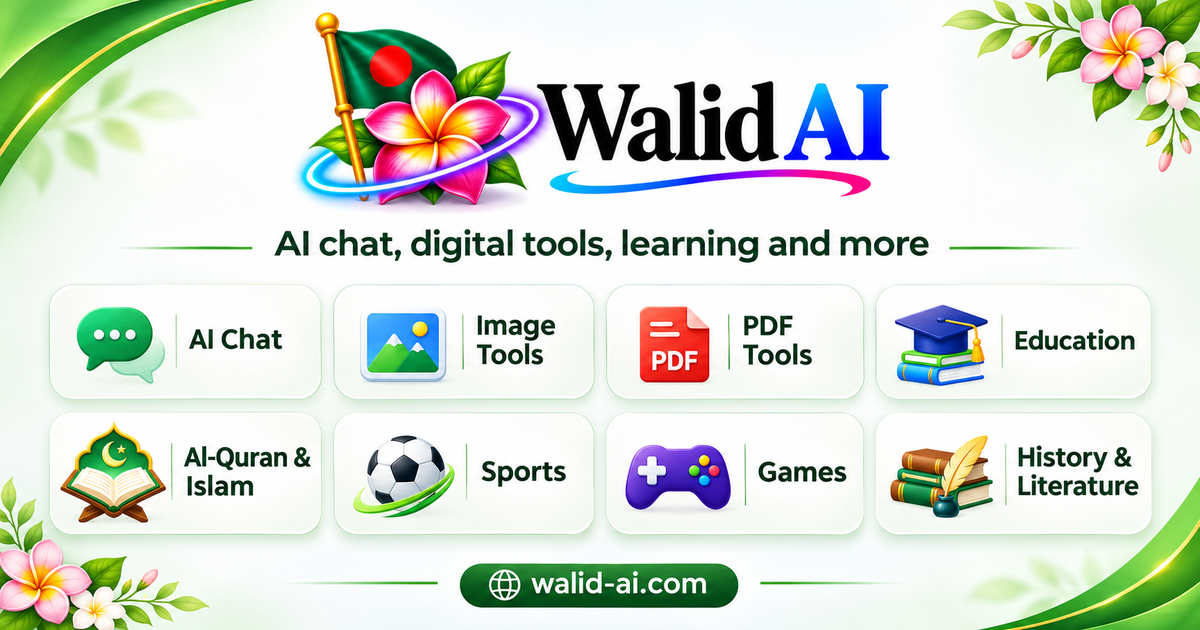 Walid AI
AI chat, digital tools, learning and more
AI Chat
Image
Tools
PDF
PDF
Tools
Education
Al-Quran &
Islam
Sports
Games
History &
Literature
walid-ai.com